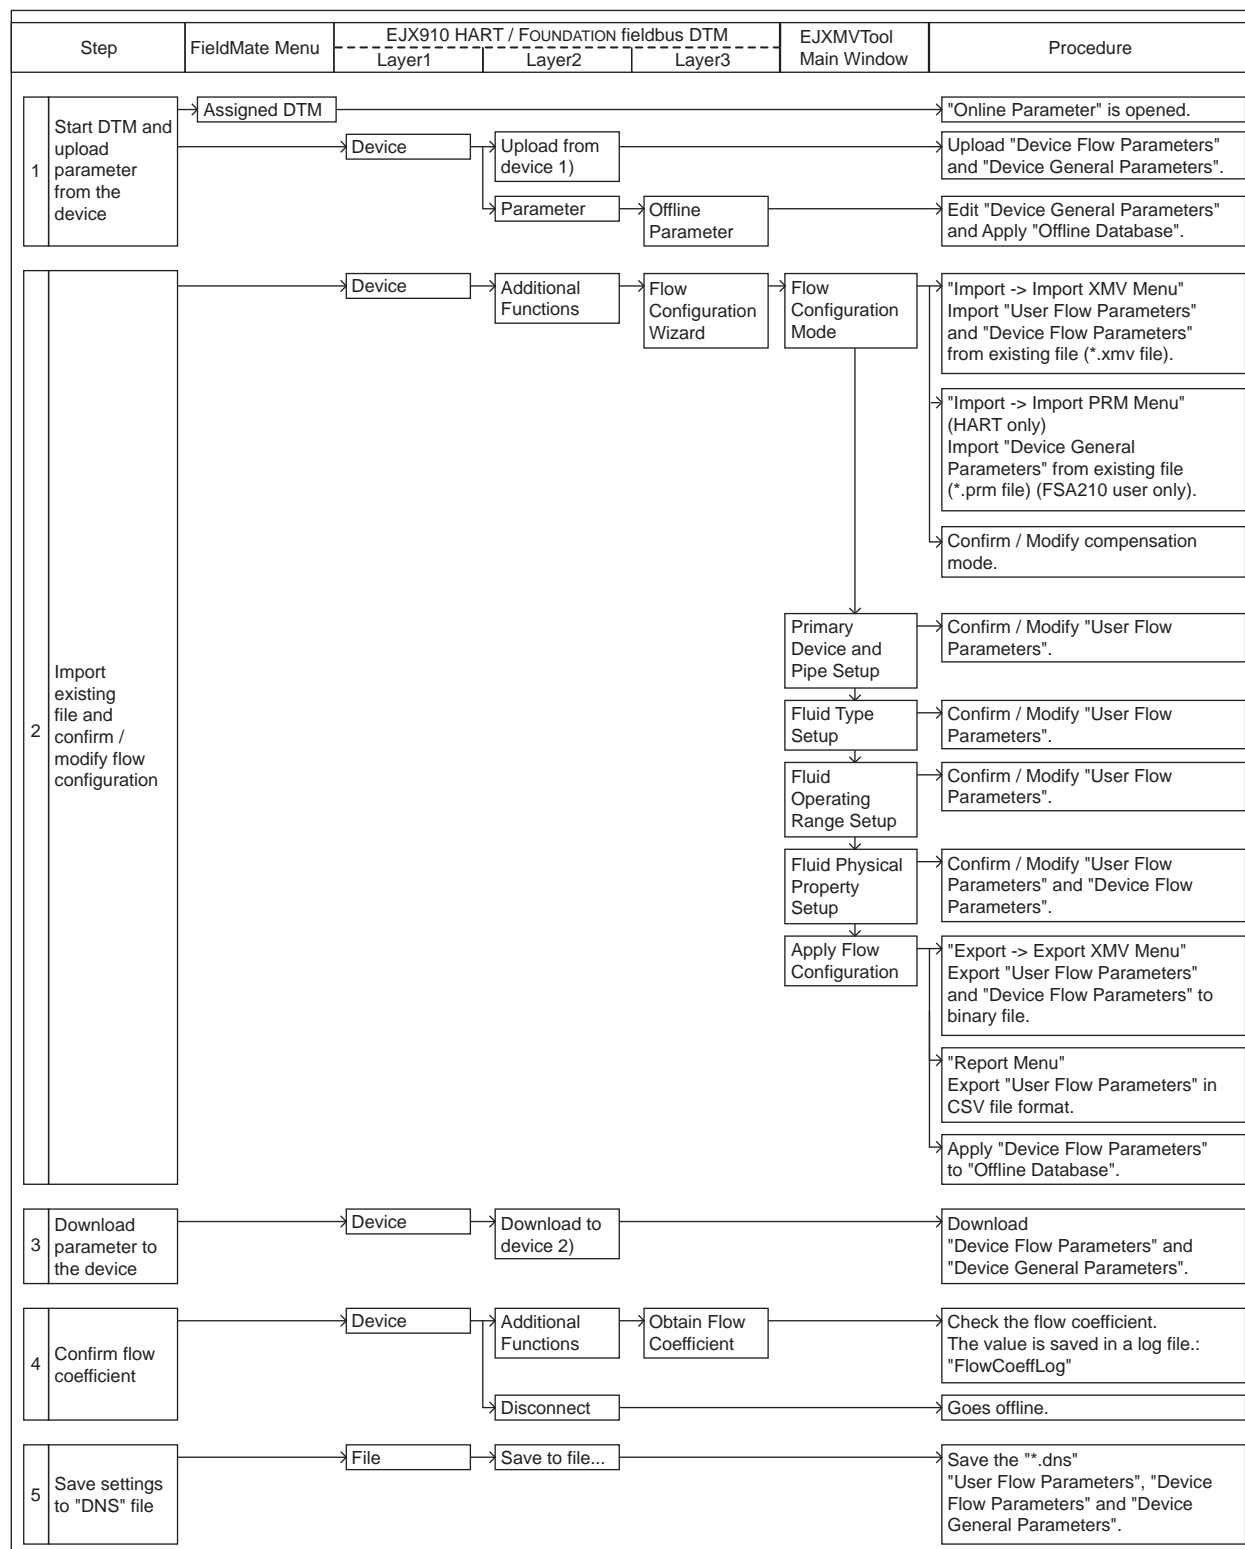 Step
FieldMate Menu
EJX910 HART / FOUNDATION fieldbus DTM
Layer1
Layer2
Layer3
EJXMVTool
Main Window
Procedure
1
Start DTM and
upload
parameter
from the
device
Assigned DTM
"Online Parameter" is opened.
Device
Upload from
device 1)
Upload "Device Flow Parameters"
and "Device General Parameters".
Parameter
Offline
Parameter
Edit "Device General Parameters"
and Apply "Offline Database".
2
Import
existing
file and
confirm /
modify flow
configuration
Device
Additional
Functions
Flow
Configuration
Wizard
Flow
Configuration
Mode
"Import -> Import XMV Menu"
Import "User Flow Parameters"
and "Device Flow Parameters"
from existing file (*.xmv file).
"Import -> Import PRM Menu"
(HART only)
Import "Device General
Parameters" from existing file
(*.prm file) (FSA210 user only).
Confirm / Modify compensation
mode.
Primary
Device and
Pipe Setup
Confirm / Modify "User Flow
Parameters".
Fluid Type
Setup
Confirm / Modify "User Flow
Parameters".
Fluid
Operating
Range Setup
Confirm / Modify "User Flow
Parameters".
Fluid Physical
Property
Setup
Confirm / Modify "User Flow
Parameters" and "Device Flow
Parameters".
Apply Flow
Configuration
"Export -> Export XMV Menu"
Export "User Flow Parameters"
and "Device Flow Parameters" to
binary file.
"Report Menu"
Export "User Flow Parameters" in
CSV file format.
Apply "Device Flow Parameters"
to "Offline Database".
3
Download
parameter to
the device
Device
Download to
device 2)
Download
"Device Flow Parameters" and
"Device General Parameters".
4
Confirm flow
coefficient
Device
Additional
Functions
Obtain Flow
Coefficient
Check the flow coefficient.
The value is saved in a log file.:
"FlowCoeffLog"
Disconnect
Goes offline.
5
Save settings
to "DNS" file
File
Save to file...
Save the "*.dns"
"User Flow Parameters", "Device
Flow Parameters" and "Device
General Parameters".